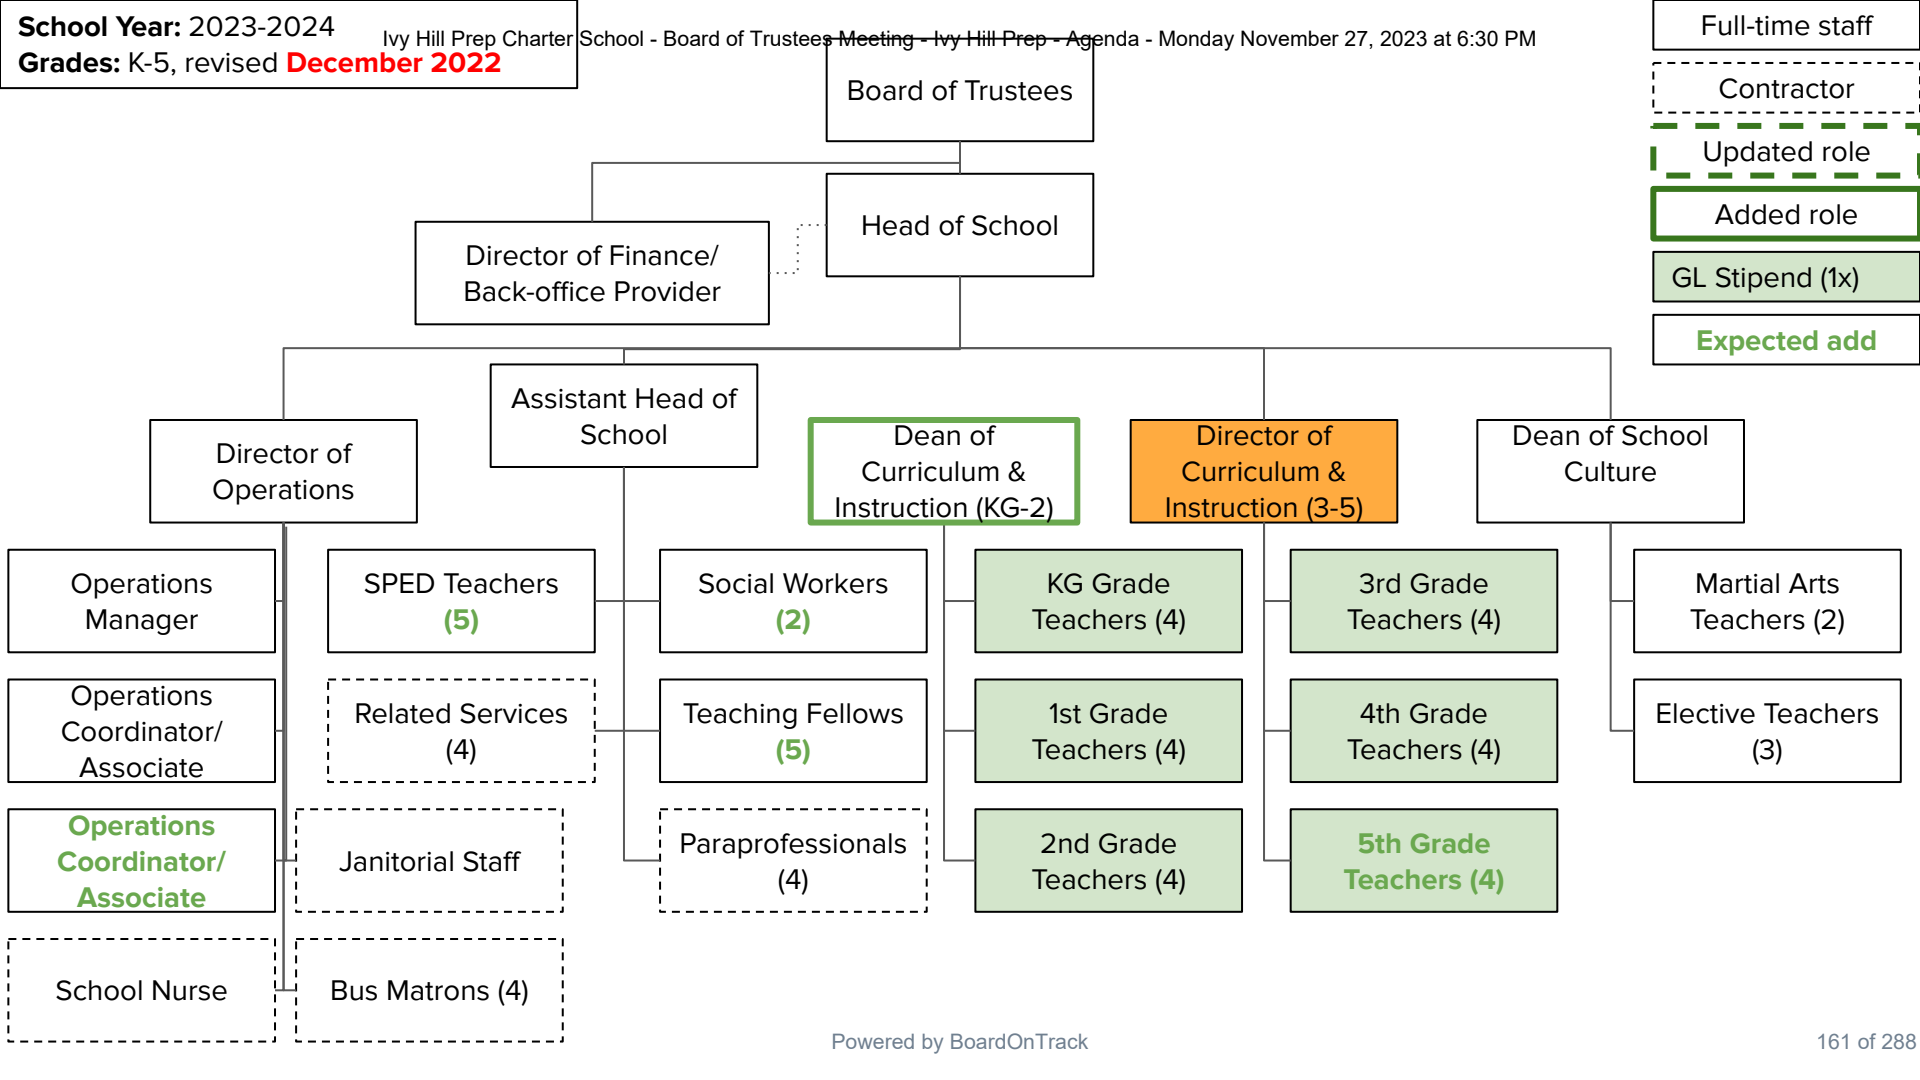 School Year: 2023-2024
Grades: K-5, revised December 2022
Ivy Hill Prep Charter School - Board of Trustees Meeting - Ivy Hill Prep - Agenda - Monday November 27, 2023 at 6:30 PM
Full-time staff
Contractor
Updated role
Added role
GL Stipend (1x)
Expected add
Board of Trustees
Head of School
Director of Finance/
Back-office Provider
Assistant Head of
School
Director of
Operations
Dean of
Curriculum &
Instruction (KG-2)
Director of
Curriculum &
Instruction (3-5)
Dean of School
Culture
Operations
Manager
SPED Teachers
(5)
Social Workers
(2)
KG Grade
Teachers (4)
3rd Grade
Teachers (4)
Martial Arts
Teachers (2)
Operations
Coordinator/
Associate
Related Services
(4)
Teaching Fellows
(5)
1st Grade
Teachers (4)
4th Grade
Teachers (4)
Elective Teachers
(3)
Operations
Coordinator/
Associate
Janitorial Staff
Paraprofessionals
(4)
2nd Grade
Teachers (4)
5th Grade
Teachers (4)
School Nurse
Bus Matrons (4)
Powered by BoardOnTrack
161 of 288